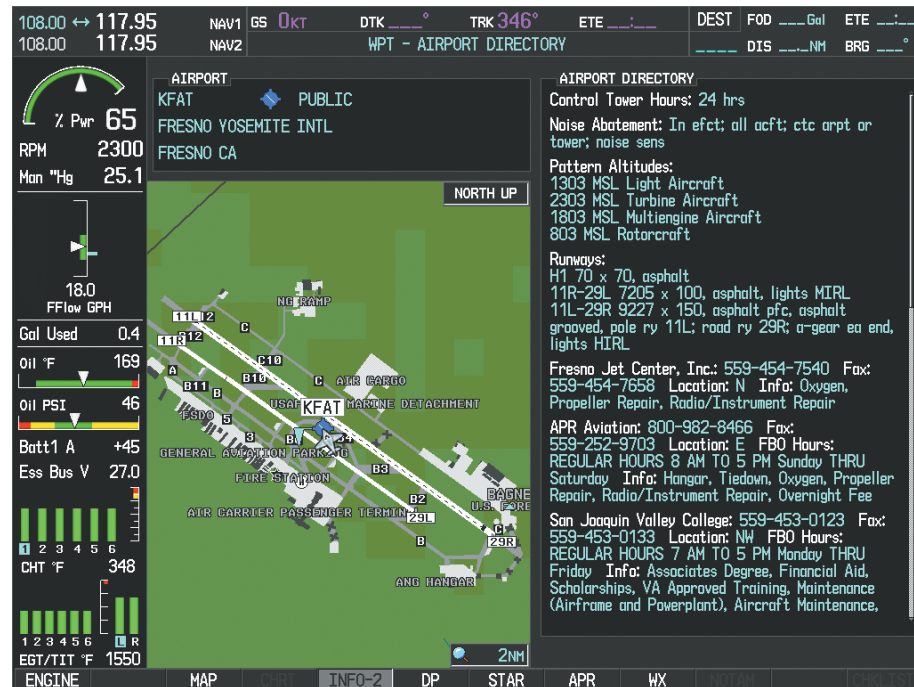 108.00 ↔ 117.95 NAV1 GS 0KT DTK ___° TRK 346° ETE __:__ DEST FOD ___Gal ETE __:__
108.00 117.95 NAV2 WPT - AIRPORT DIRECTORY ____ DIS __._NM BRG ___°
% Pwr 65
RPM 2300
Man "Hg 25.1
18.0
FFlow GPH
Gal Used 0.4
Oil °F 169
Oil PSI 46
Batt1 A +45
Ess Bus V 27.0
1 2 3 4 5 6
CHT °F 348
1 2 3 4 5 6 L R
EGT/TIT °F 1550
AIRPORT
KFAT PUBLIC
FRESNO YOSEMITE INTL
FRESNO CA
NORTH UP
NG RAMP
11L 12
C
11R 12
C10
A
B10
C
AIR CARGO
B11
B
MARINE DETACHMENT
KFAT
FSDO
5
3
GENERAL AVIATION PARKING
B3
FIRE STATION
B2
AIR CARRIER PASSENGER TERMIN
29L
C
B
29R
ANG HANGAR
2NM
AIRPORT DIRECTORY
Control Tower Hours: 24 hrs
Noise Abatement: In efct; all acft; ctc arpt or
tower; noise sens
Pattern Altitudes:
1303 MSL Light Aircraft
2303 MSL Turbine Aircraft
1803 MSL Multiengine Aircraft
803 MSL Rotorcraft
Runways:
H1 70 x 70, asphalt
11R-29L 7205 x 100, asphalt, lights MIRL
11L-29R 9227 x 150, asphalt pfc, asphalt
grooved, pole ry 11L; road ry 29R; a-gear ea end,
lights HIRL
Fresno Jet Center, Inc.: 559-454-7540 Fax:
559-454-7658 Location: N Info: Oxygen,
Propeller Repair, Radio/Instrument Repair
APR Aviation: 800-982-8466 Fax:
559-252-9703 Location: E FBO Hours:
REGULAR HOURS 8 AM TO 5 PM Sunday THRU
Saturday Info: Hangar, Tiedown, Oxygen, Propeller
Repair, Radio/Instrument Repair, Overnight Fee
San Joaquin Valley College: 559-453-0123 Fax:
559-453-0133 Location: NW FBO Hours:
REGULAR HOURS 7 AM TO 5 PM Monday THRU
Friday Info: Associates Degree, Financial Aid,
Scholarships, VA Approved Training, Maintenance
(Airframe and Powerplant), Aircraft Maintenance,
ENGINE MAP CHRT INFO-2 DP STAR APR WX NOTAM CHKLIST